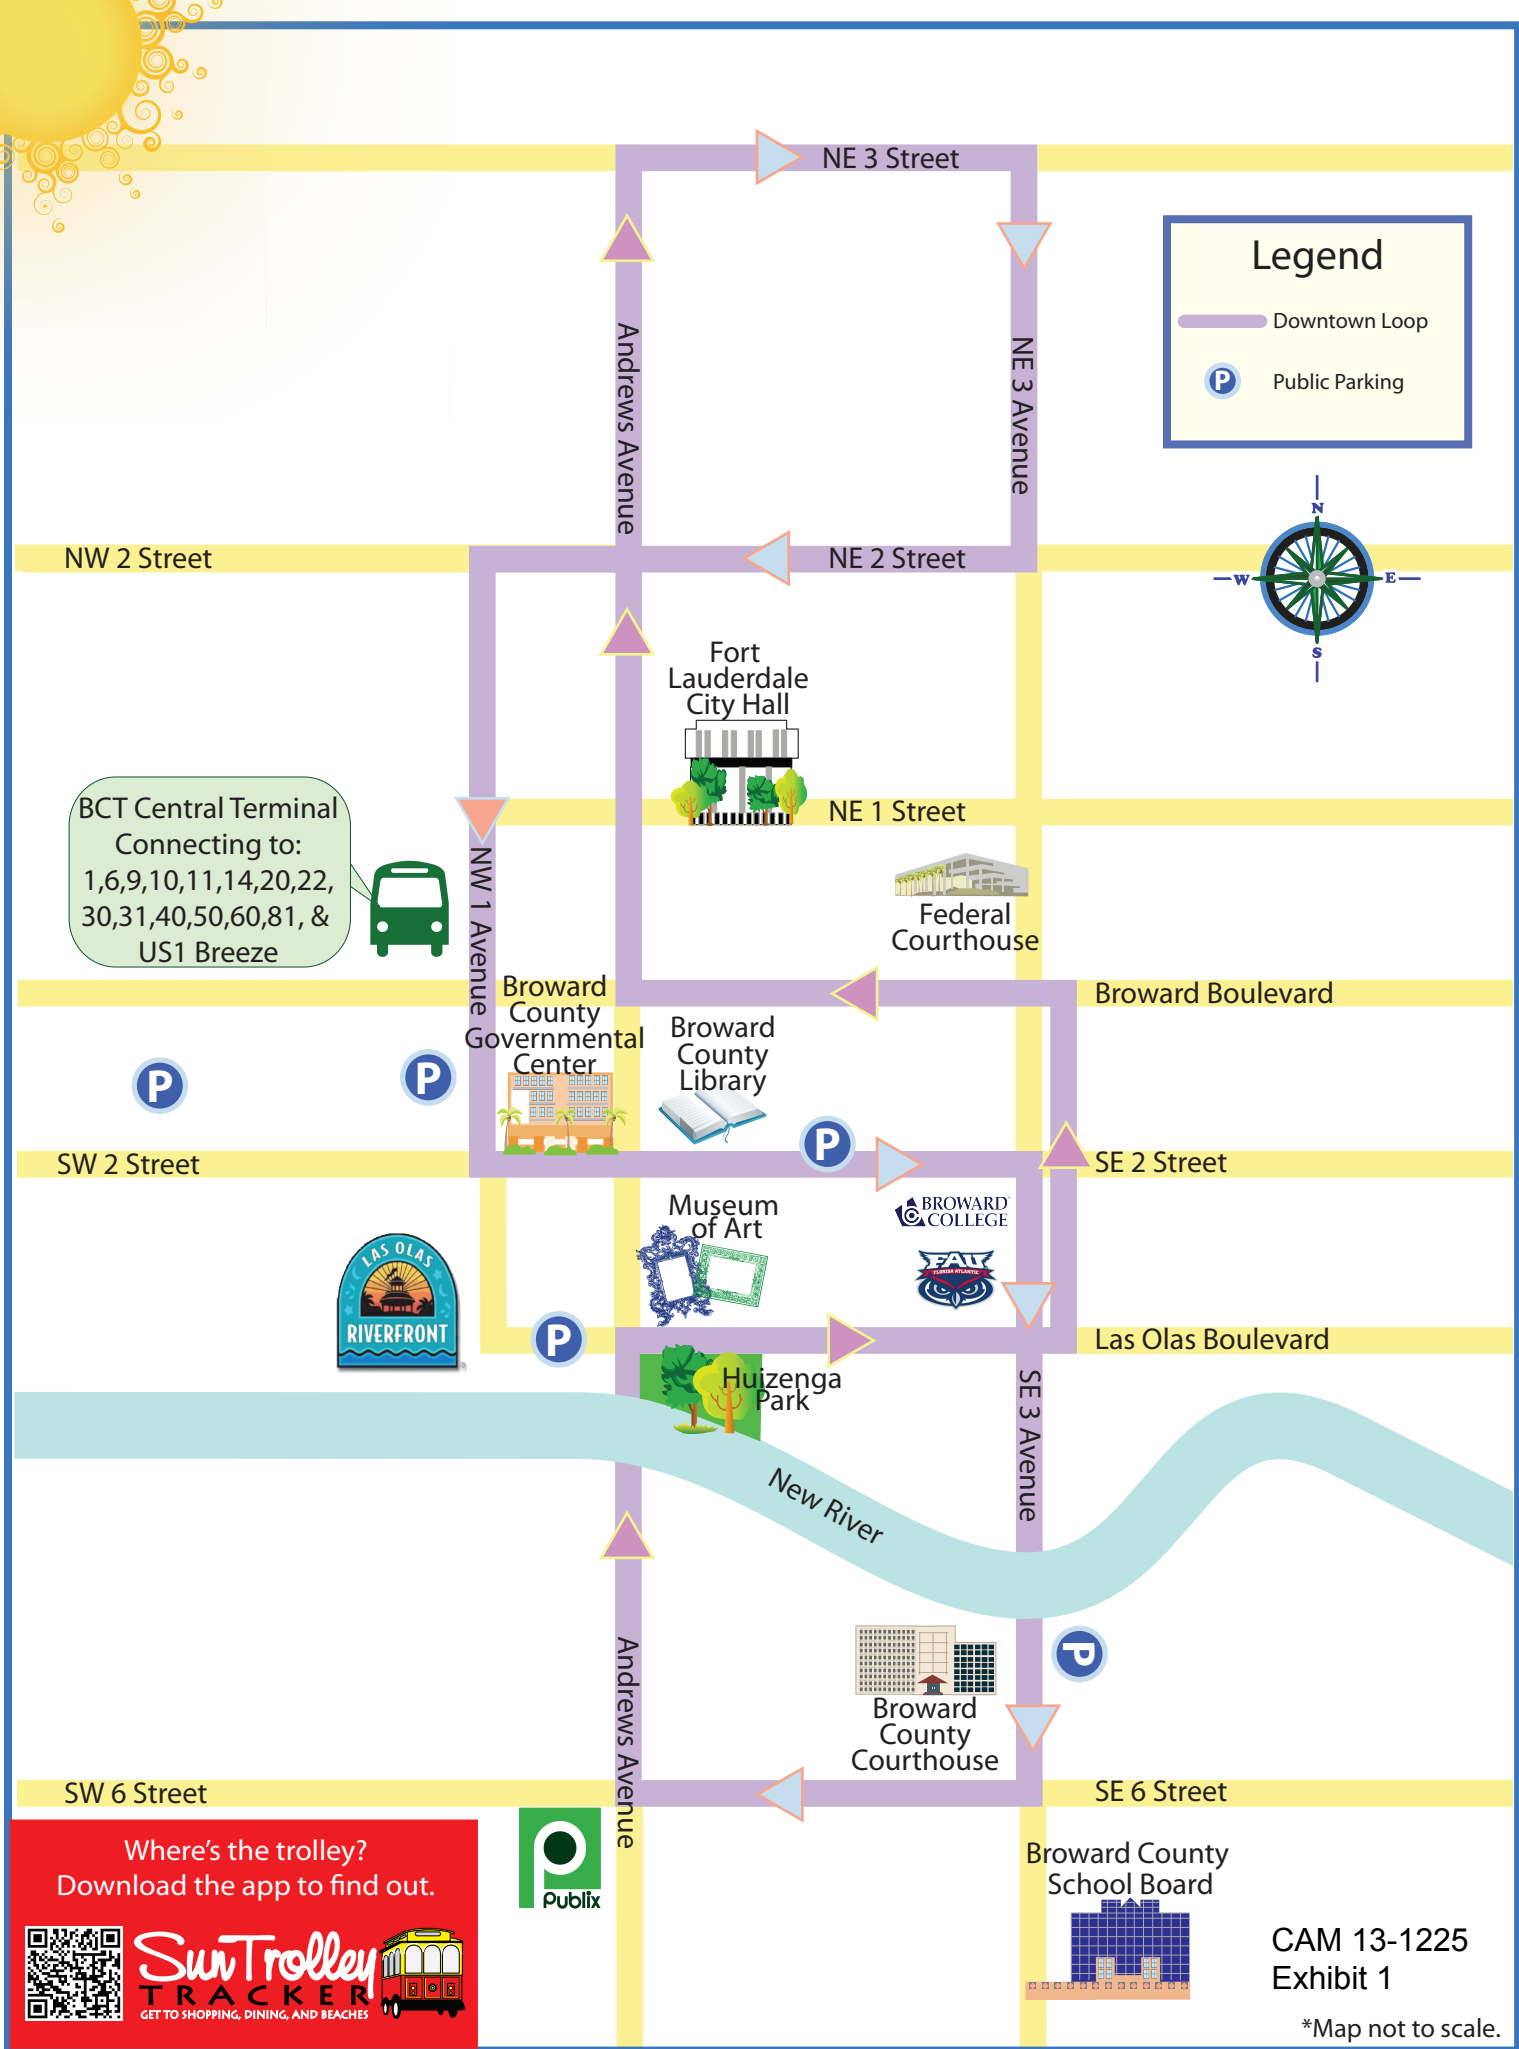 NE 3 Street
Legend
Downtown Loop
P
Public Parking
Andrews Avenue
NE 3 Avenue
N
W
E
S
NW 2 Street
NE 2 Street
Fort
Lauderdale
City Hall
BCT Central Terminal
Connecting to:
1,6,9,10,11,14,20,22,
30,31,40,50,60,81, &
US1 Breeze
NE 1 Street
NW 1 Avenue
Federal
Courthouse
Broward
County
Governmental
Center
Broward Boulevard
Broward
County
Library
P
P
P
SW 2 Street
SE 2 Street
Museum
of Art
BROWARD
COLLEGE
FAU
FLORIDA ATLANTIC
LAS OLAS
RIVERFRONT
P
Las Olas Boulevard
Huizenga
Park
SE 3 Avenue
New River
P
Andrews Avenue
Broward
County
Courthouse
SW 6 Street
SE 6 Street
Where's the trolley?
Download the app to find out.
Publix
Broward County
School Board
Sun Trolley
TRACKER
GET TO SHOPPING, DINING, AND BEACHES
CAM 13-1225
Exhibit 1
*Map not to scale.